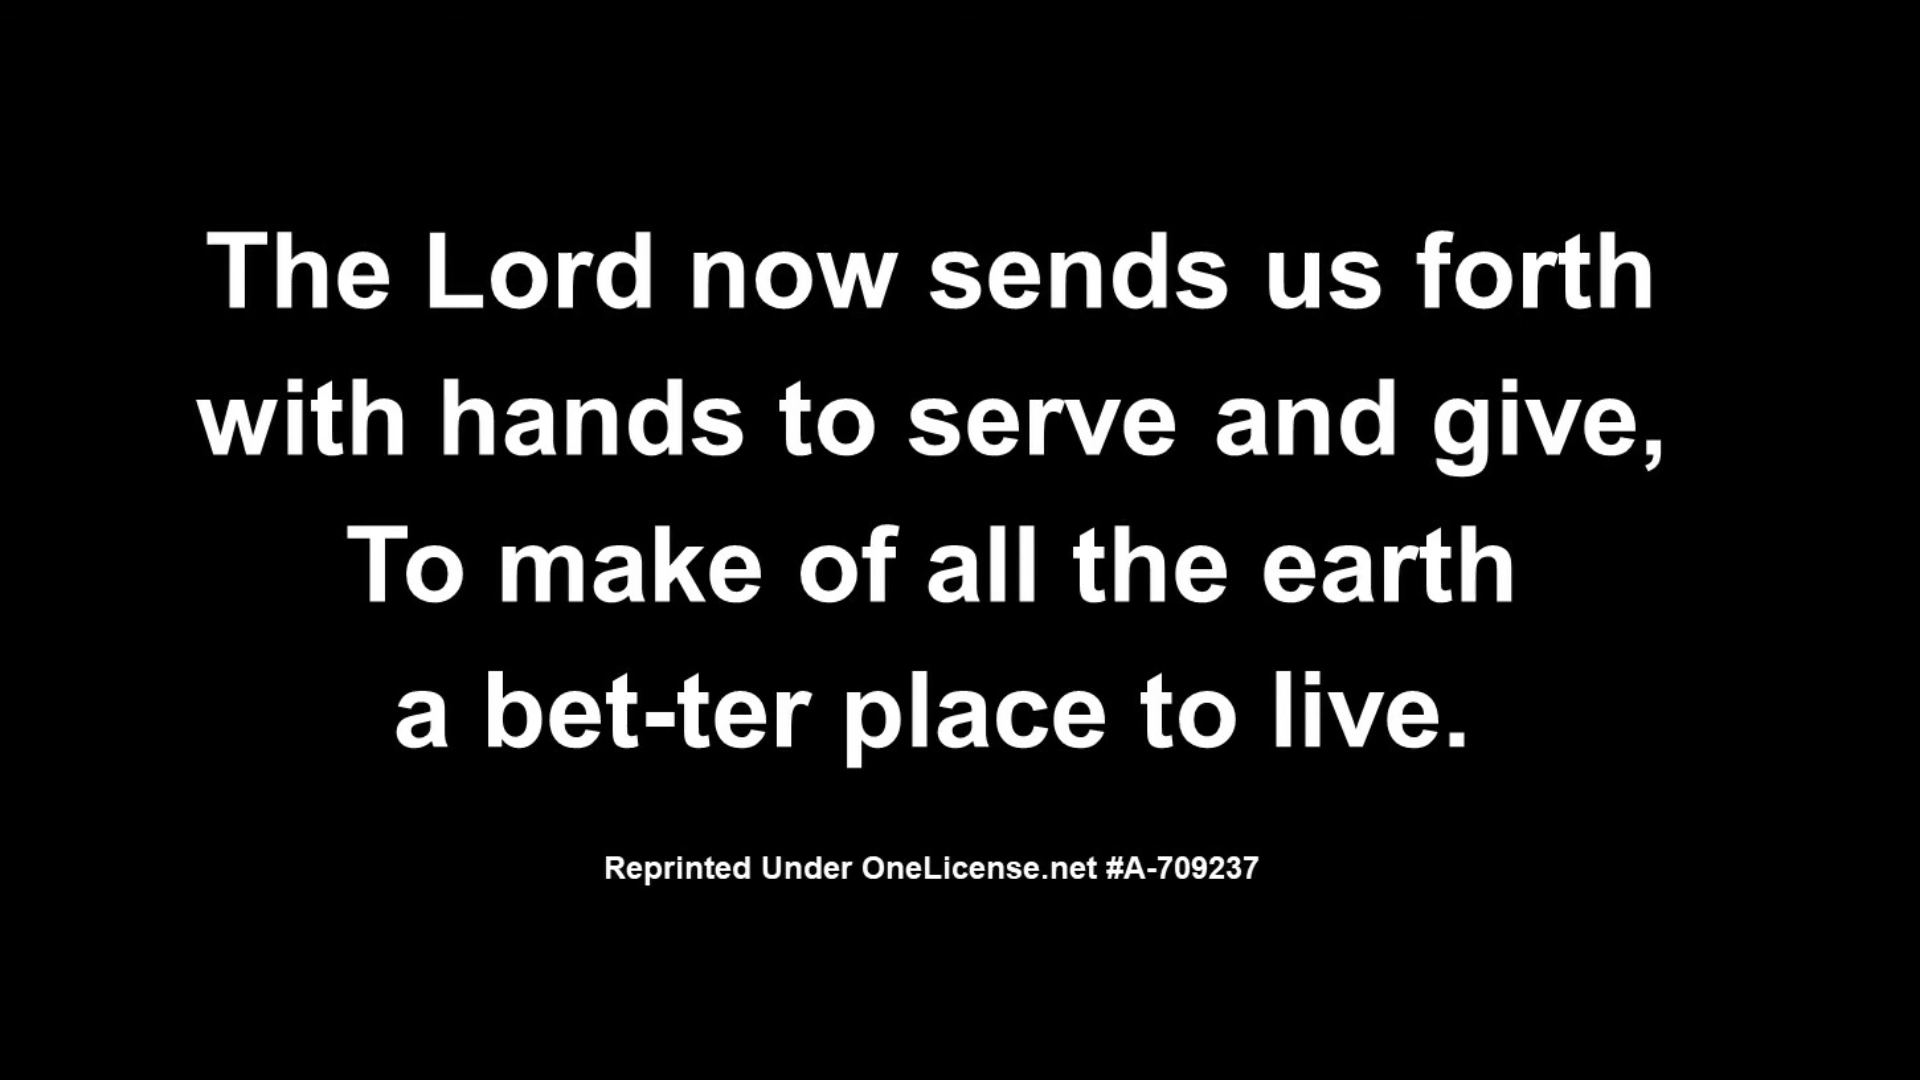 The Lord now sends us forth
with hands to serve and give,
To make of all the earth
a bet-ter place to live.
Reprinted Under OneLicense.net #A-709237